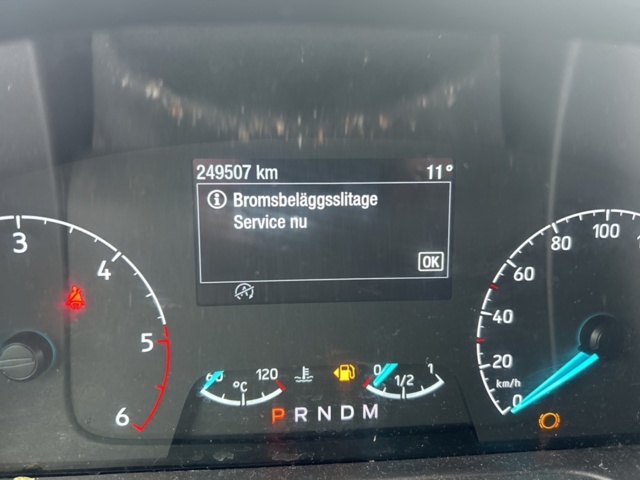 249507 km 11°
Bromsbeläggsslitage
Service nu
OK
3
4
5
6
60 °C 120
0 1/2 1
P R N D M
0
20
40
60
80
100
km/h